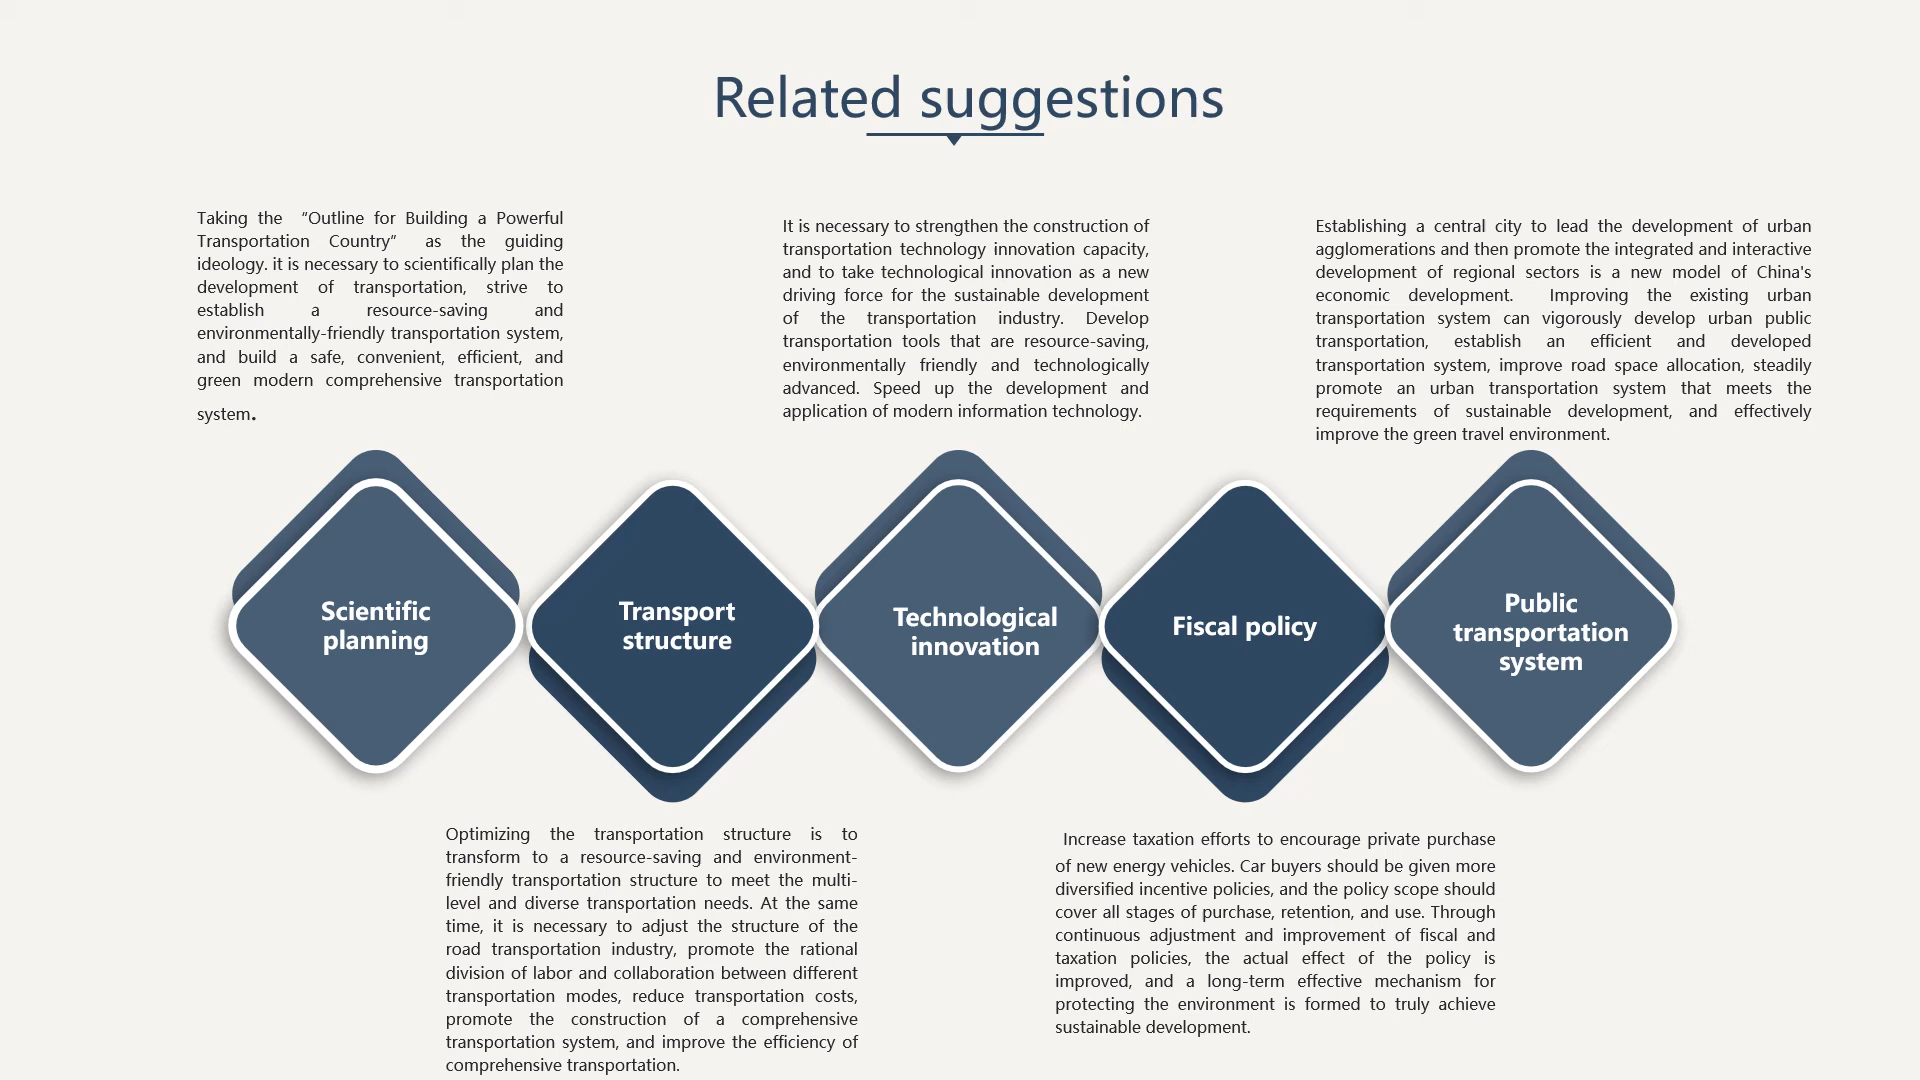 Related suggestions
Taking the “Outline for Building a Powerful
Transportation Country” as the guiding
ideology. it is necessary to scientifically plan the
development of transportation, strive to
establish a resource-saving and
environmentally-friendly transportation system,
and build a safe, convenient, efficient, and
green modern comprehensive transportation
system.
It is necessary to strengthen the construction of
transportation technology innovation capacity,
and to take technological innovation as a new
driving force for the sustainable development
of the transportation industry. Develop
transportation tools that are resource-saving,
environmentally friendly and technologically
advanced. Speed up the development and
application of modern information technology.
Establishing a central city to lead the development of urban
agglomerations and then promote the integrated and interactive
development of regional sectors is a new model of China's
economic development. Improving the existing urban
transportation system can vigorously develop urban public
transportation, establish an efficient and developed
transportation system, improve road space allocation, steadily
promote an urban transportation system that meets the
requirements of sustainable development, and effectively
improve the green travel environment.
Scientific
planning
Transport
structure
Technological
innovation
Fiscal policy
Public
transportation
system
Optimizing the transportation structure is to
transform to a resource-saving and environment-
friendly transportation structure to meet the multi-
level and diverse transportation needs. At the same
time, it is necessary to adjust the structure of the
road transportation industry, promote the rational
division of labor and collaboration between different
transportation modes, reduce transportation costs,
promote the construction of a comprehensive
transportation system, and improve the efficiency of
comprehensive transportation.
Increase taxation efforts to encourage private purchase
of new energy vehicles. Car buyers should be given more
diversified incentive policies, and the policy scope should
cover all stages of purchase, retention, and use. Through
continuous adjustment and improvement of fiscal and
taxation policies, the actual effect of the policy is
improved, and a long-term effective mechanism for
protecting the environment is formed to truly achieve
sustainable development.